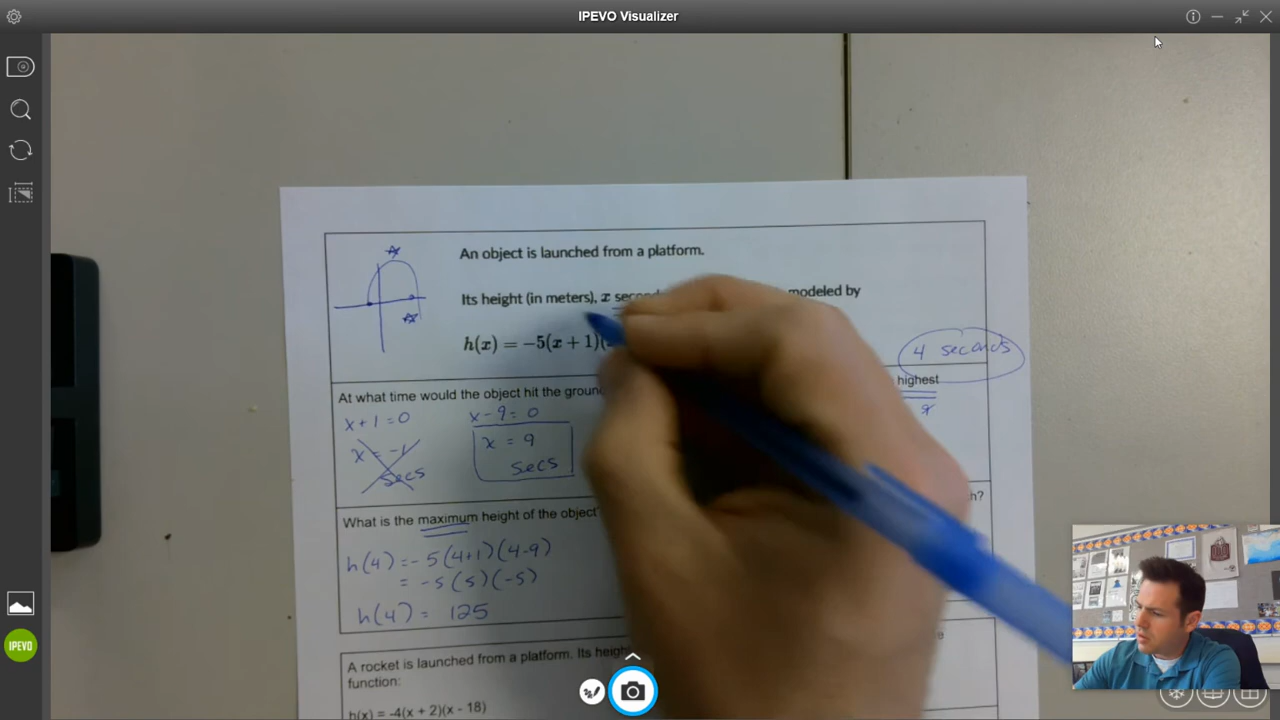 IPEVO Visualizer
An object is launched from a platform.
Its height (in meters), x modeled by
h(x) = -5(x + 1)(
4 seconds
At what time would the object hit the ground
highest
x + 1 = 0
x - 9 = 0
x = -1
secs
x = 9
secs
What is the maximum height of the object?
h(4) = -5(4+1)(4-9)
= -5(5)(-5)
h(4) = 125
A rocket is launched from a platform. Its
function:
h(x) = -4(x + 2)(x - 18)
IPEVO